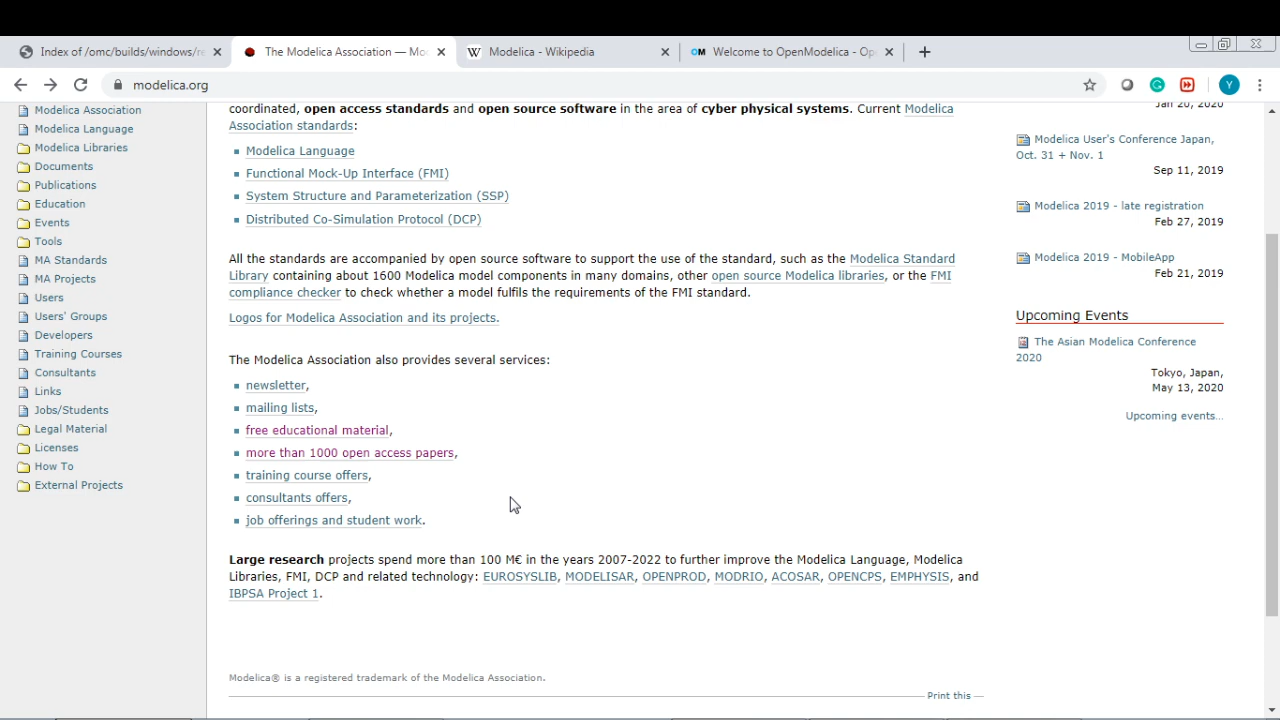 Index of /omc/builds/windows/re
The Modelica Association — Mo
Modelica - Wikipedia
Welcome to OpenModelica - Op
modelica.org
Y
Modelica Association
Modelica Language
Modelica Libraries
Documents
Publications
Education
Events
Tools
MA Standards
MA Projects
Users
Users' Groups
Developers
Training Courses
Consultants
Links
Jobs/Students
Legal Material
Licenses
How To
External Projects
coordinated, open access standards and open source software in the area of cyber physical systems. Current Modelica
Association standards:
Modelica Language
Functional Mock-Up Interface (FMI)
System Structure and Parameterization (SSP)
Distributed Co-Simulation Protocol (DCP)
All the standards are accompanied by open source software to support the use of the standard, such as the Modelica Standard
Library containing about 1600 Modelica model components in many domains, other open source Modelica libraries, or the FMI
compliance checker to check whether a model fulfils the requirements of the FMI standard.
Logos for Modelica Association and its projects.
The Modelica Association also provides several services:
newsletter,
mailing lists,
free educational material,
more than 1000 open access papers,
training course offers,
consultants offers,
job offerings and student work.
Large research projects spend more than 100 M€ in the years 2007-2022 to further improve the Modelica Language, Modelica
Libraries, FMI, DCP and related technology: EUROSYSLIB, MODELISAR, OPENPROD, MODRIO, ACOSAR, OPENCPS, EMPHYSIS, and
IBPSA Project 1.
Modelica® is a registered trademark of the Modelica Association.
Print this
Jan 20, 2020
Modelica User's Conference Japan,
Oct. 31 + Nov. 1
Sep 11, 2019
Modelica 2019 - late registration
Feb 27, 2019
Modelica 2019 - MobileApp
Feb 21, 2019
Upcoming Events
The Asian Modelica Conference
2020
Tokyo, Japan,
May 13, 2020
Upcoming events…